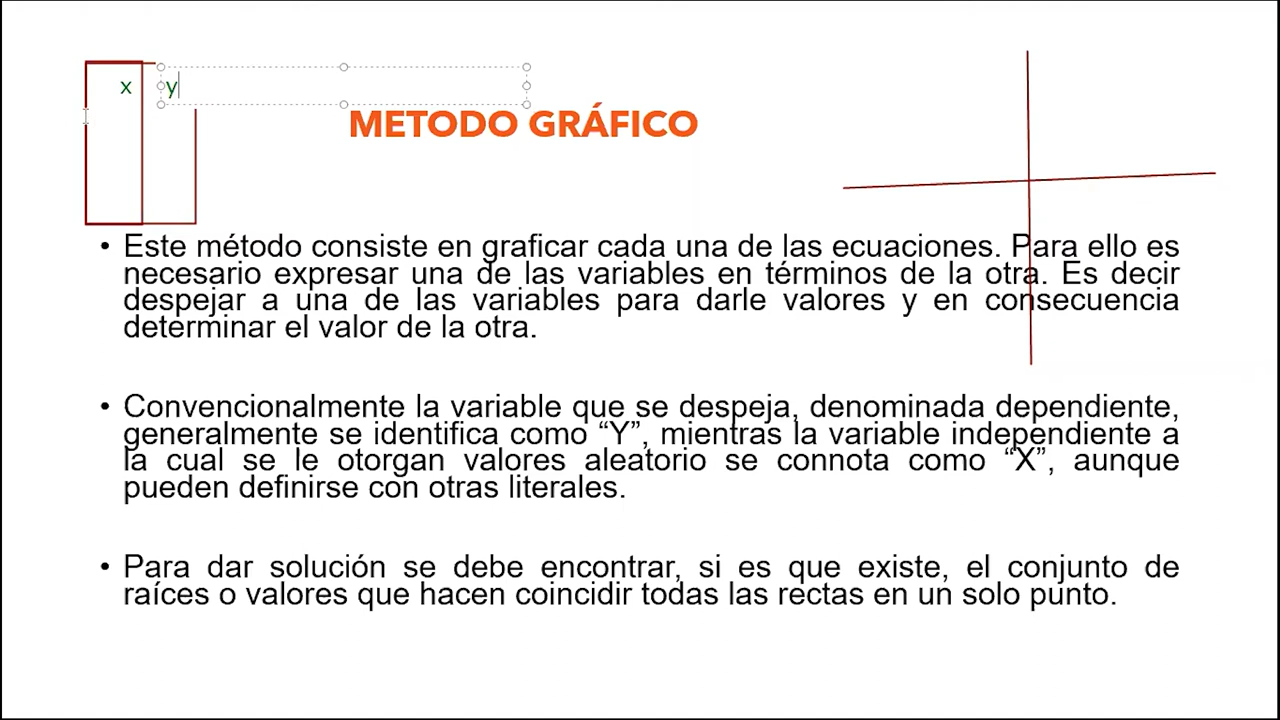 x y
METODO GRÁFICO
• Este método consiste en graficar cada una de las ecuaciones. Para ello es
necesario expresar una de las variables en términos de la otra. Es decir
despejar a una de las variables para darle valores y en consecuencia
determinar el valor de la otra.
• Convencionalmente la variable que se despeja, denominada dependiente,
generalmente se identifica como “Y”, mientras la variable independiente a
la cual se le otorgan valores aleatorio se connota como “X”, aunque
pueden definirse con otras literales.
• Para dar solución se debe encontrar, si es que existe, el conjunto de
raíces o valores que hacen coincidir todas las rectas en un solo punto.